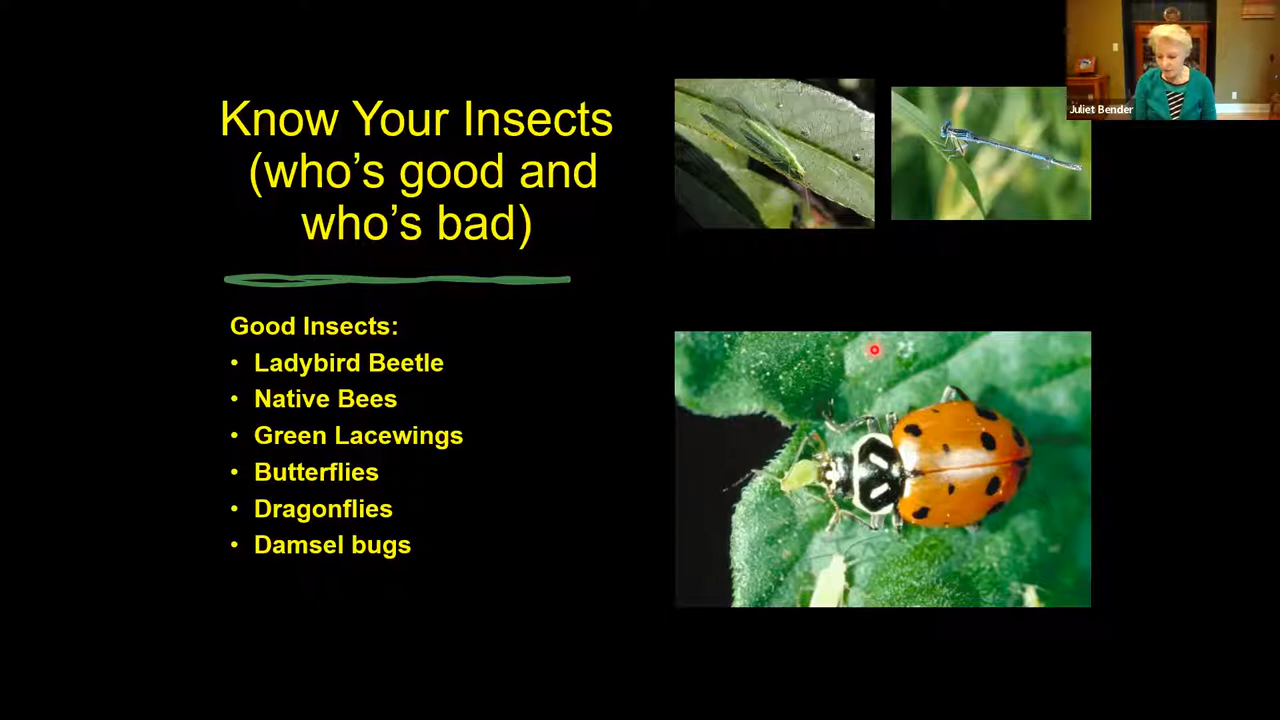 Know Your Insects
(who's good and
who's bad)
Good Insects:
• Ladybird Beetle
• Native Bees
• Green Lacewings
• Butterflies
• Dragonflies
• Damsel bugs
Juliet Bender